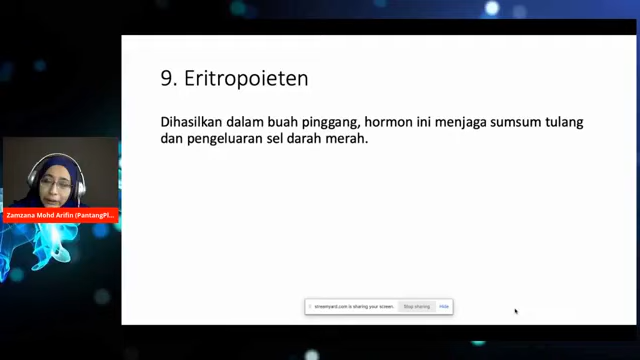 9. Eritropoieten
Dihasilkan dalam buah pinggang, hormon ini menjaga sumsum tulang
dan pengeluaran sel darah merah.
Zamzana Mohd Arifin (PantangPl...
streamyard.com is sharing your screen.
Stop sharing
Hide